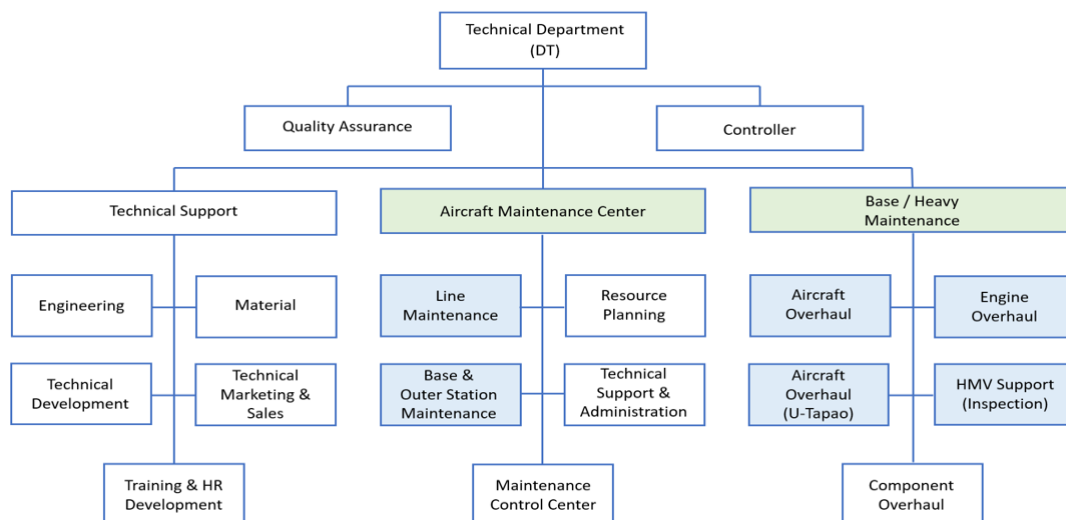 Technical Department
(DT)
Quality Assurance
Controller
Technical Support
Aircraft Maintenance Center
Base / Heavy
Maintenance
Engineering
Material
Line
Maintenance
Resource
Planning
Aircraft
Overhaul
Engine
Overhaul
Technical
Development
Technical
Marketing &
Sales
Base &
Outer Station
Maintenance
Technical
Support &
Administration
Aircraft
Overhaul
(U-Tapao)
HMV Support
(Inspection)
Training & HR
Development
Maintenance
Control Center
Component
Overhaul